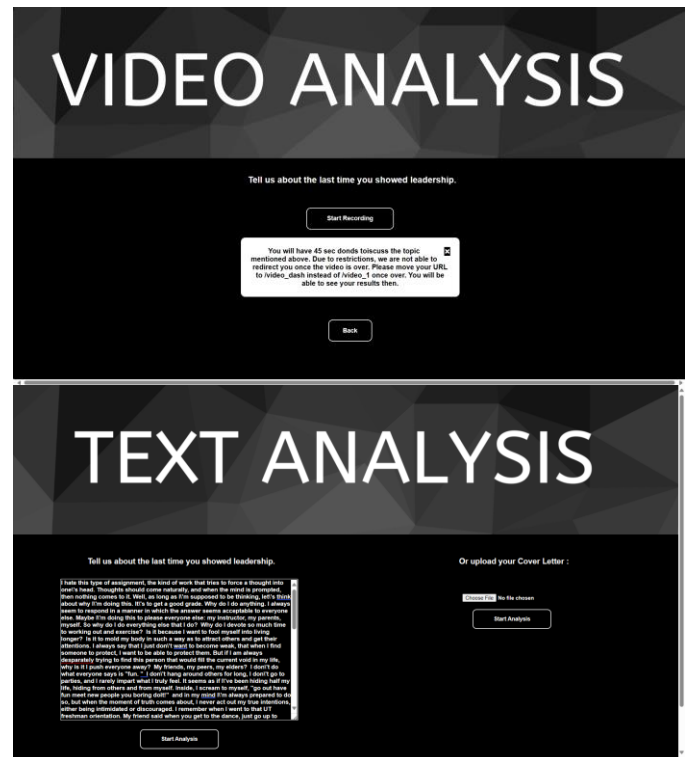 VIDEO ANALYSIS
Tell us about the last time you showed leadership.
Start Recording
You will have 45 sec donds toiscuss the topic
mentioned above. Due to restrictions, we are not able to
redirect you once the video is over. Please move your URL
to /video_dash instead of /video_1 once over. You will be
able to see your results then.
Back
TEXT ANALYSIS
Tell us about the last time you showed leadership.
I hate this type of assignment, the kind of work that tries to force a thought into
one!'s head. Thoughts should come naturally, and when the mind is prompted,
then nothing comes to it. Well, as long as I!'m supposed to be thinking, let!'s think
about why I!'m doing this. It!'s to get a good grade. Why do I do anything. I always
seem to respond in a manner in which the answer seems acceptable to everyone
else. Maybe I!'m doing this to please everyone else: my instructor, my parents,
myself. So why do I do everything else that I do? Why do I devote so much time
to working out and exercise? Is it because I want to fool myself into living
longer? Is it to mold my body in such a way as to attract others and get their
attentions. I always say that I just don!'t want to become weak, that when I find
someone to protect, I want to be able to protect them. But if I am always
desparately trying to find this person that would fill the current void in my life,
why is it I push everyone away? My friends, my peers, my elders? I don!'t do
what everyone says is "fun. " I don!'t hang around others for long, I don!'t go to
parties, and I rarely impart what I truly feel. It seems as if I!'ve been hiding half my
life, hiding from others and from myself. Inside, I scream to myself, "go out have
fun meet new people you boring dolt!" and in my mind I!'m always prepared to do
so, but when the moment of truth comes about, I never act out my true intentions,
either being intimidated or discouraged. I remember when I went to that UT
freshman orientation. My friend said when you get to the dance, just go up to
Start Analysis
Or upload your Cover Letter :
Choose File No file chosen
Start Analysis